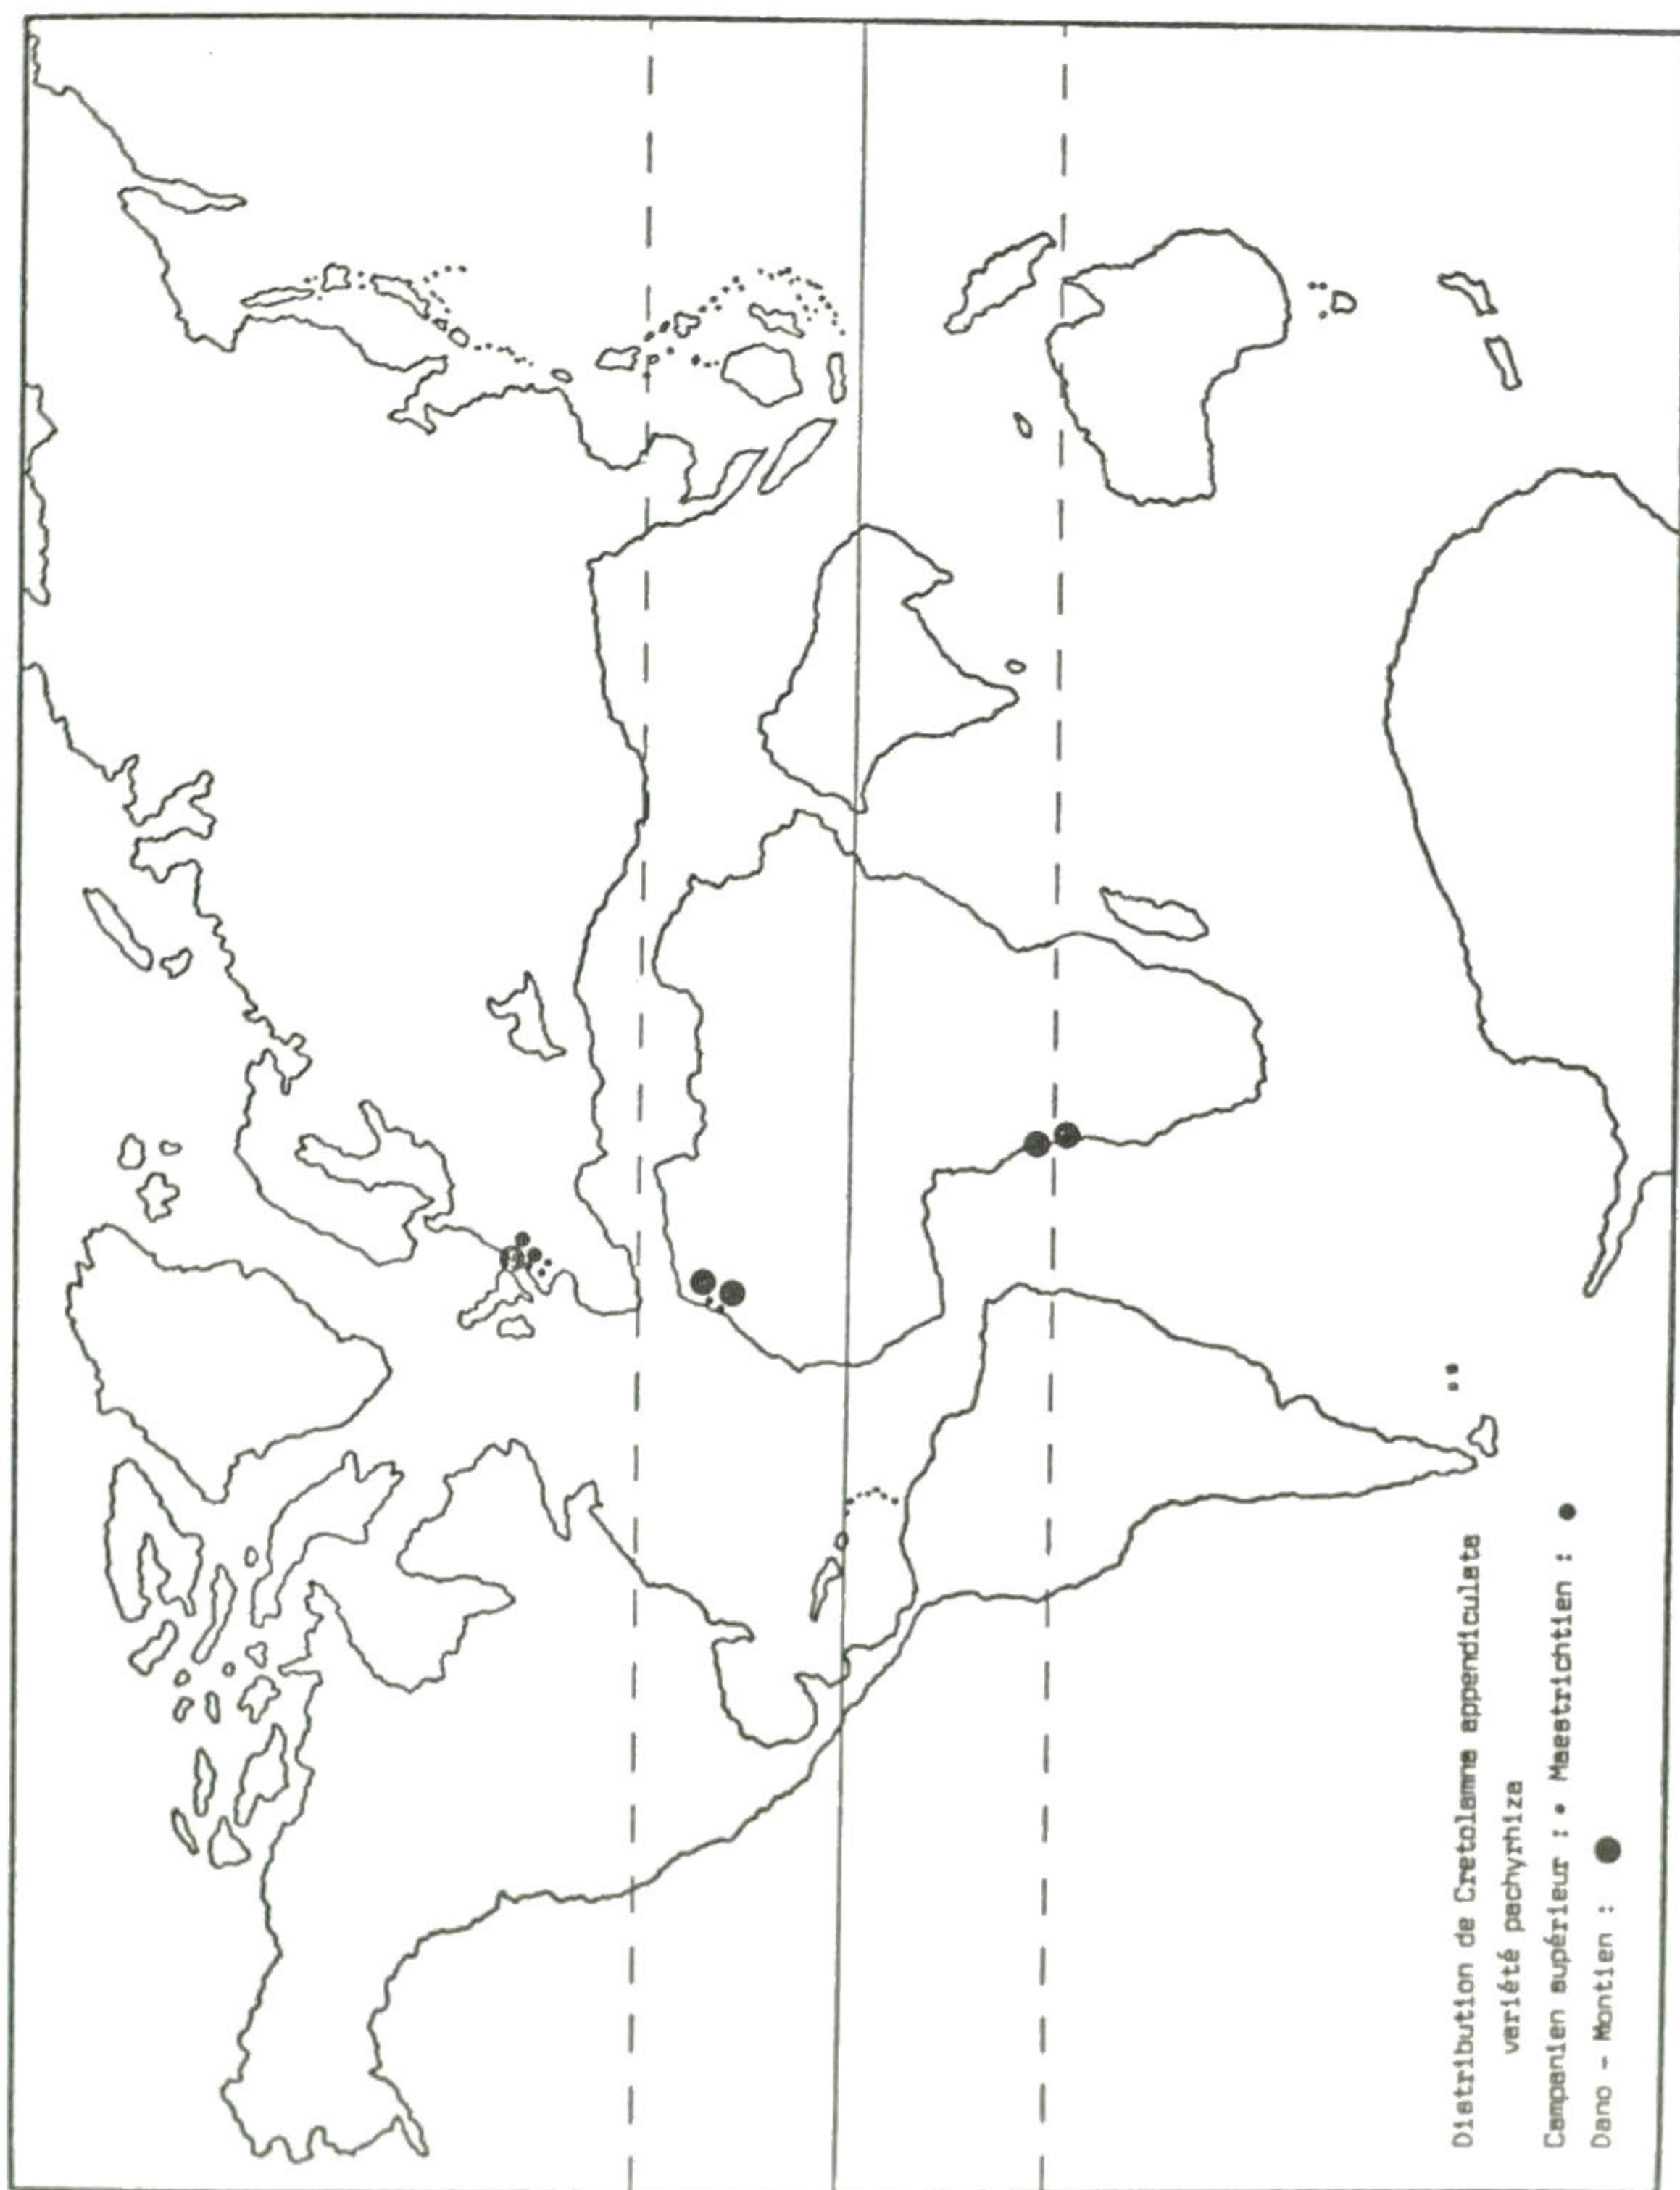 Distribution de Cretolamna appendiculata
variété pachyrhiza
Campanien supérieur : • Maestrichtien : ●
Dano - Montien : ●